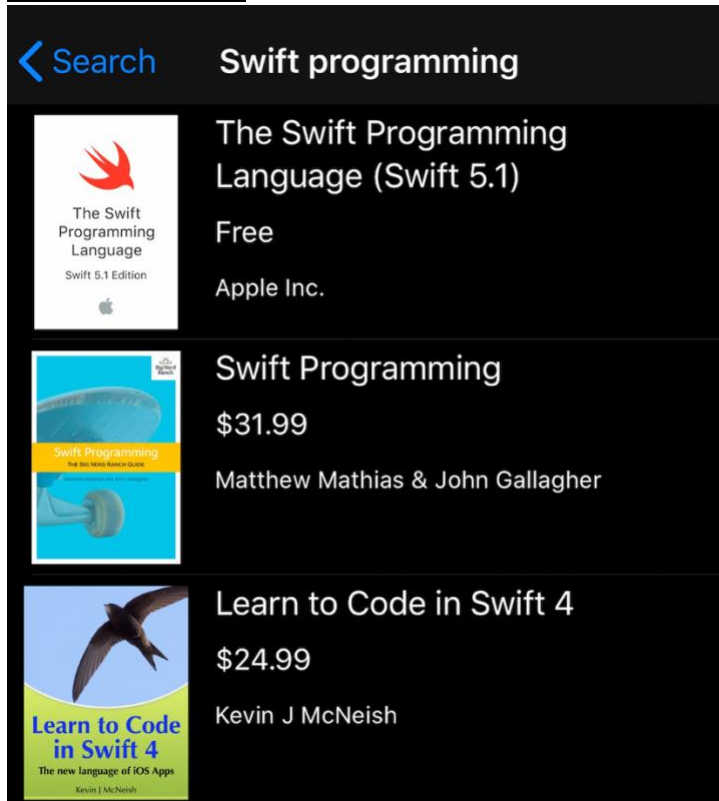 Search
Swift programming
The Swift
Programming
Language
Swift 5.1 Edition
The Swift Programming
Language (Swift 5.1)
Free
Apple Inc.
Big Nerd
Ranch
Swift Programming
THE BIG NERD RANCH GUIDE
Swift Programming
$31.99
Matthew Mathias & John Gallagher
Learn to Code
in Swift 4
The new language of iOS Apps
Kevin J McNeish
Learn to Code in Swift 4
$24.99
Kevin J McNeish